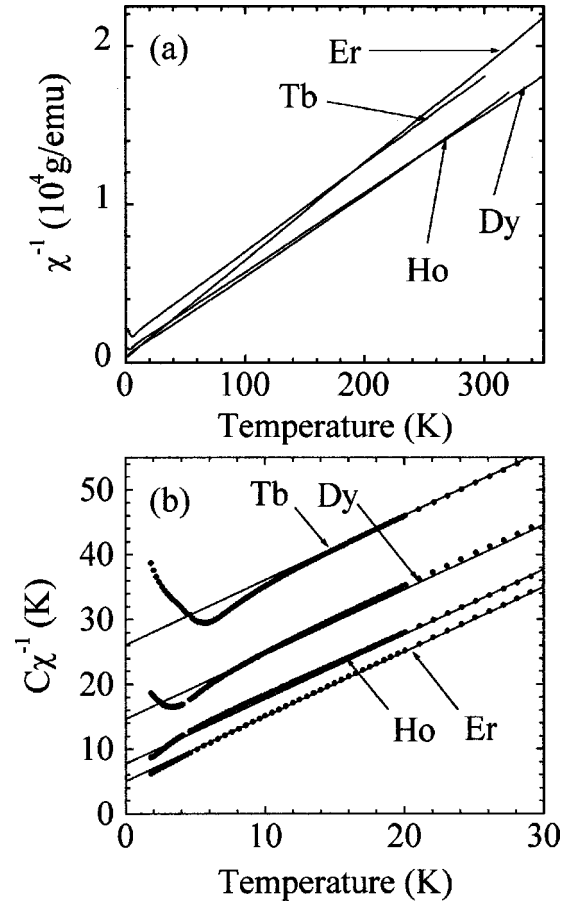 (a)
Er
Tb
Ho
Dy
χ⁻¹ (10⁴g/emu)
2
1
0
0
100
200
300
Temperature (K)
(b)
Tb
Dy
Ho
Er
Cχ⁻¹ (K)
50
40
30
20
10
0
0
10
20
30
Temperature (K)